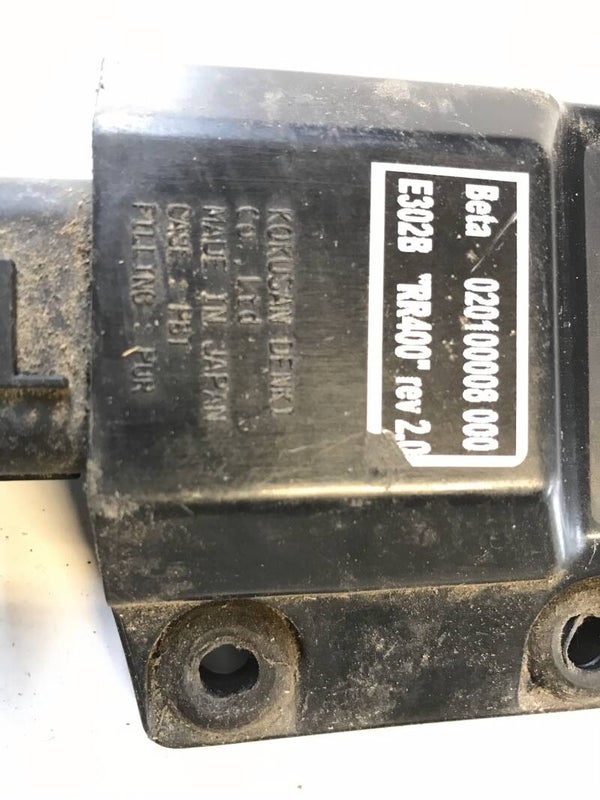 Beta 020100008 000
E302B "RR400" rev 2.0
KOKUSAN DENKI
Co., Ltd.
MADE IN JAPAN
CASE : PBT
FILLING : PUR